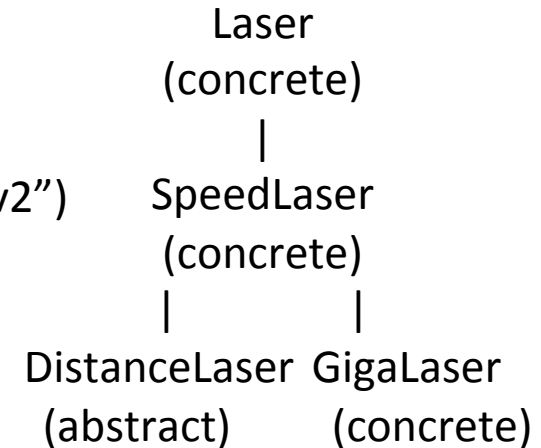 Laser
(concrete)
|
v2”) SpeedLaser
(concrete)
| |
DistanceLaser GigaLaser
(abstract) (concrete)